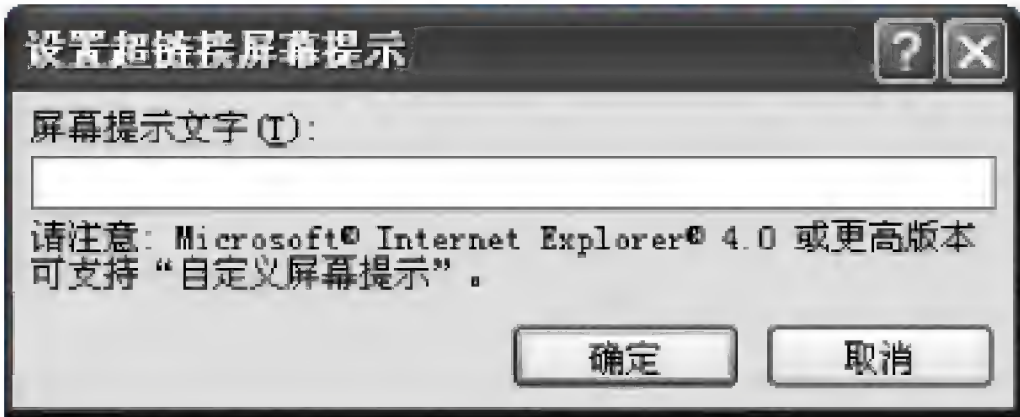 设置超链接屏幕提示
屏幕提示文字(T):
请注意: Microsoft® Internet Explorer® 4.0 或更高版本
可支持“自定义屏幕提示”。
确定 取消